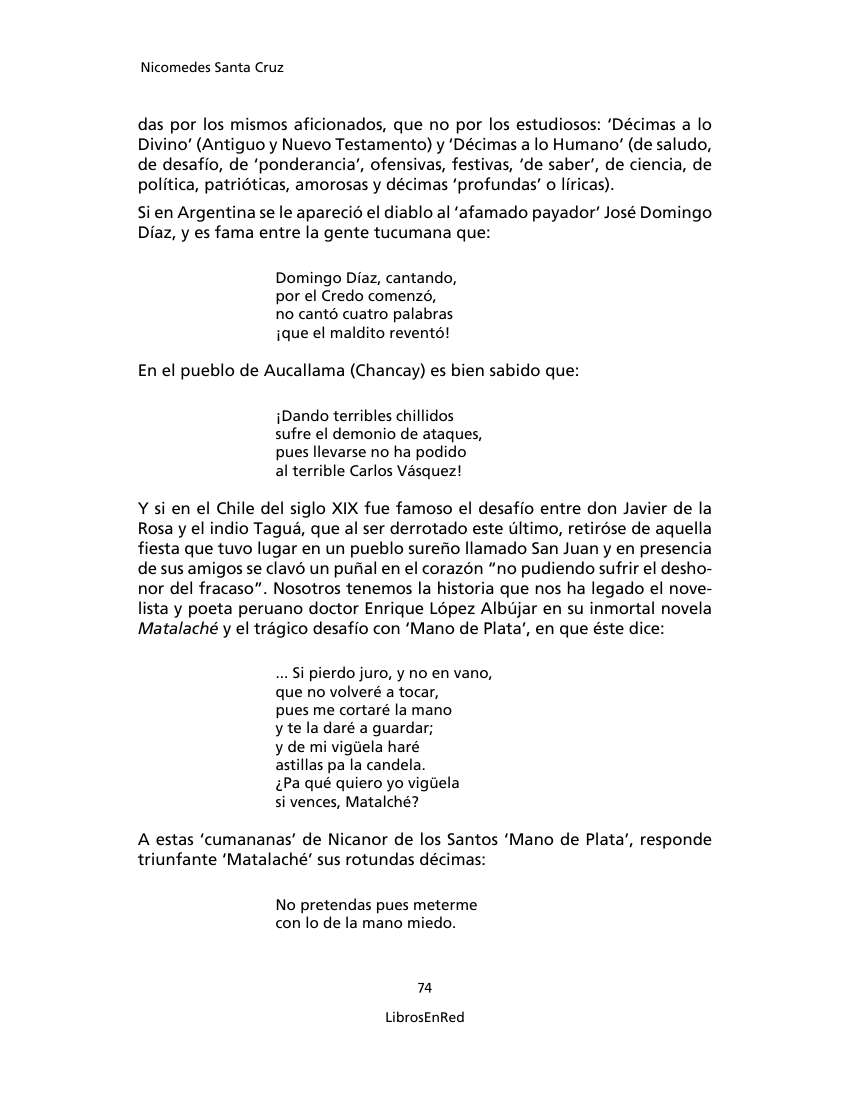 Nicomedes Santa Cruz
das por los mismos aficionados, que no por los estudiosos: ‘Décimas a lo
Divino’ (Antiguo y Nuevo Testamento) y ‘Décimas a lo Humano’ (de saludo,
de desafío, de ‘ponderancia’, ofensivas, festivas, ‘de saber’, de ciencia, de
política, patrióticas, amorosas y décimas ‘profundas’ o líricas).
Si en Argentina se le apareció el diablo al ‘afamado payador’ José Domingo
Díaz, y es fama entre la gente tucumana que:
Domingo Díaz, cantando,
por el Credo comenzó,
no cantó cuatro palabras
¡que el maldito reventó!
En el pueblo de Aucallama (Chancay) es bien sabido que:
¡Dando terribles chillidos
sufre el demonio de ataques,
pues llevarse no ha podido
al terrible Carlos Vásquez!
Y si en el Chile del siglo XIX fue famoso el desafío entre don Javier de la
Rosa y el indio Taguá, que al ser derrotado este último, retiróse de aquella
fiesta que tuvo lugar en un pueblo sureño llamado San Juan y en presencia
de sus amigos se clavó un puñal en el corazón “no pudiendo sufrir el desho-
nor del fracaso”. Nosotros tenemos la historia que nos ha legado el nove-
lista y poeta peruano doctor Enrique López Albújar en su inmortal novela
Matalaché y el trágico desafío con ‘Mano de Plata’, en que éste dice:
... Si pierdo juro, y no en vano,
que no volveré a tocar,
pues me cortaré la mano
y te la daré a guardar;
y de mi vigüela haré
astillas pa la candela.
¿Pa qué quiero yo vigüela
si vences, Matalché?
A estas ‘cumananas’ de Nicanor de los Santos ‘Mano de Plata’, responde
triunfante ‘Matalaché’ sus rotundas décimas:
No pretendas pues meterme
con lo de la mano miedo.
74
LibrosEnRed